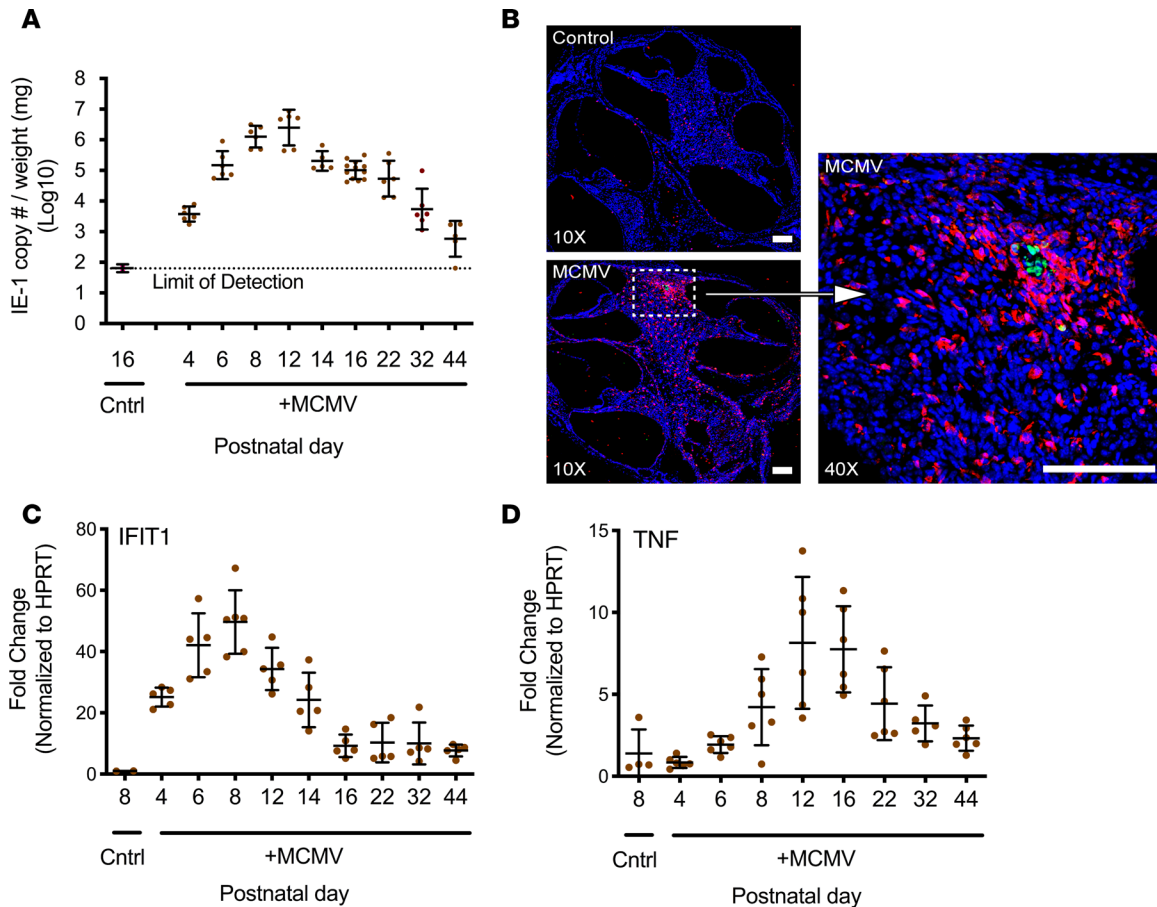 A
IE-1 copy # / weight (mg)
(Log10)
8
7
6
5
4
3
2
1
0
Limit of Detection
16 4 6 8 12 14 16 22 32 44
Cntrl +MCMV
Postnatal day
B
Control
10X
MCMV
10X
MCMV
40X
C
IFIT1
Fold Change
(Normalized to HPRT)
80
60
40
20
0
8 4 6 8 12 14 16 22 32 44
Cntrl +MCMV
Postnatal day
D
TNF
Fold Change
(Normalized to HPRT)
15
10
5
0
8 4 6 8 12 16 22 32 44
Cntrl +MCMV
Postnatal day